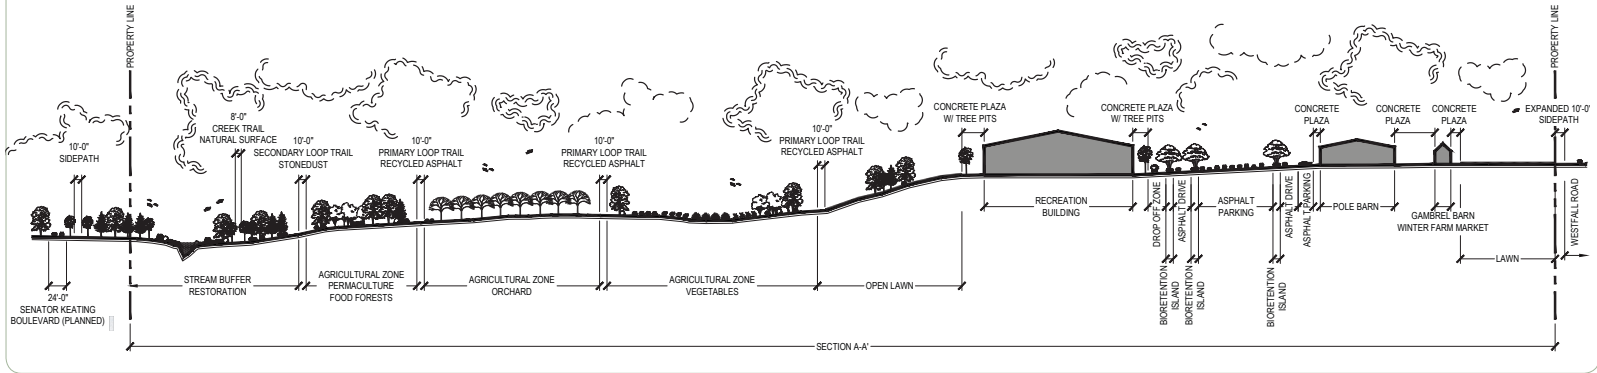 PROPERTY LINE
10'-0"
SIDEPATH
8'-0"
CREEK TRAIL
NATURAL SURFACE
10'-0"
SECONDARY LOOP TRAIL
STONEDUST
10'-0"
PRIMARY LOOP TRAIL
RECYCLED ASPHALT
10'-0"
PRIMARY LOOP TRAIL
RECYCLED ASPHALT
10'-0"
PRIMARY LOOP TRAIL
RECYCLED ASPHALT
CONCRETE PLAZA
W/ TREE PITS
CONCRETE PLAZA
W/ TREE PITS
CONCRETE
PLAZA
CONCRETE
PLAZA
CONCRETE
PLAZA
PROPERTY LINE
EXPANDED 10'-0'
SIDEPATH
24'-0"
SENATOR KEATING
BOULEVARD (PLANNED)
STREAM BUFFER
RESTORATION
AGRICULTURAL ZONE
PERMACULTURE
FOOD FORESTS
AGRICULTURAL ZONE
ORCHARD
AGRICULTURAL ZONE
VEGETABLES
OPEN LAWN
RECREATION
BUILDING
DROP OFF ZONE
BIORETENTION
ISLAND
ASPHALT DRIVE
BIORETENTION
ISLAND
ASPHALT
PARKING
BIORETENTION
ISLAND
ASPHALT DRIVE
ASPHALT PARKING
POLE BARN
GAMBREL BARN
WINTER FARM MARKET
LAWN
WESTFALL ROAD
SECTION A-A'